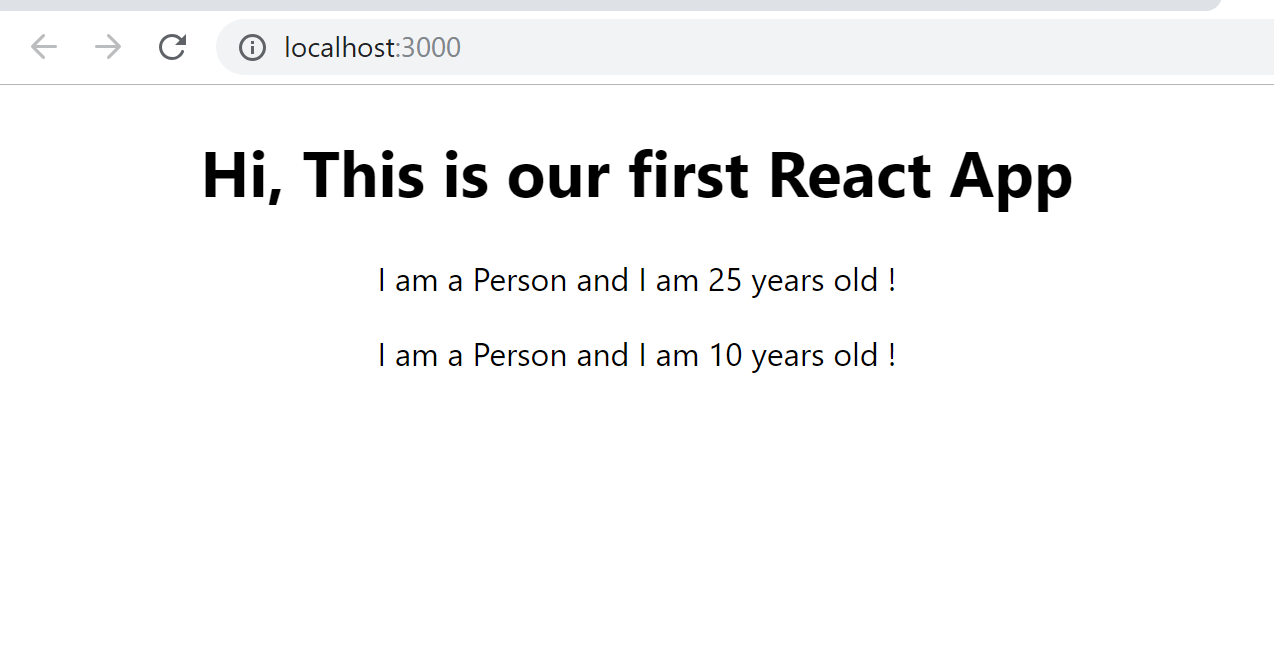 localhost:3000
Hi, This is our first React App
I am a Person and I am 25 years old !
I am a Person and I am 10 years old !